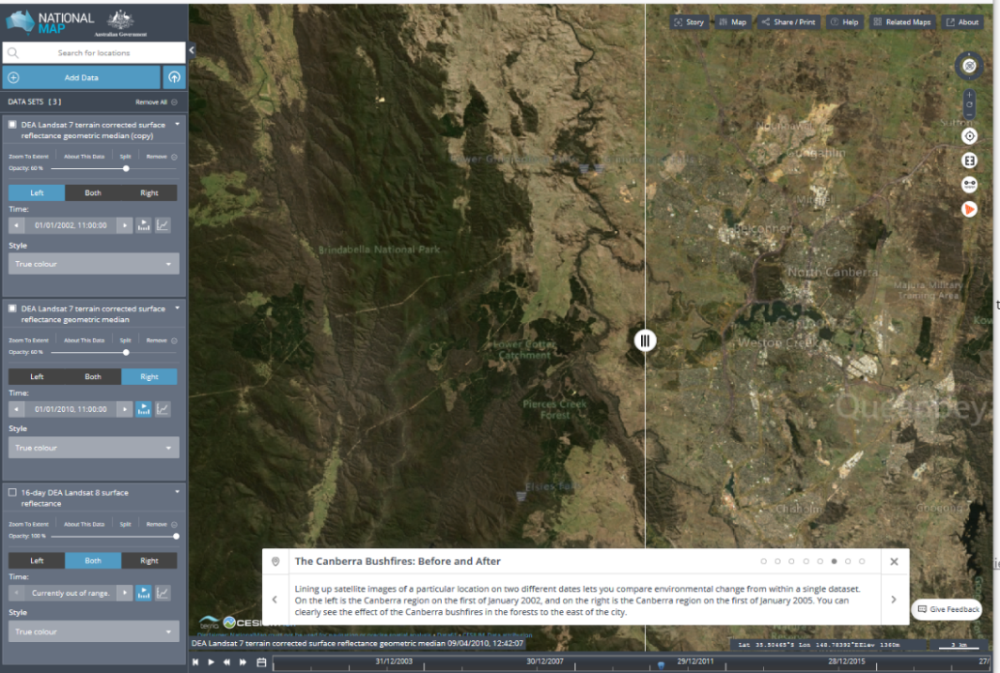 NATIONAL
MAP
Australian Government
Search for locations
Add Data
DATA SETS [3]
Remove All
DEA Landsat 7 terrain corrected surface
reflectance geometric median (copy)
Zoom To Extent About This Data Split Remove
Opacity: 60 %
Left Both Right
Time:
01/01/2002, 11:00:00
Style
True colour
DEA Landsat 7 terrain corrected surface
reflectance geometric median
Zoom To Extent About This Data Split Remove
Opacity: 60 %
Left Both Right
Time:
01/01/2010, 11:00:00
Style
True colour
16-day DEA Landsat 8 surface
reflectance
Zoom To Extent About This Data Split Remove
Opacity: 100 %
Left Both Right
Time:
Currently out of range.
Style
True colour
Story Map Share / Print Help Related Maps About
Sutton
Gungahlin
Mitchell
Belconnen
Brindabella National Park
North Canberra
Majura Military
Training Area
Weston Creek
Lower Cotter
Catchment
Pierces Creek
Forest
Chisholm
The Canberra Bushfires: Before and After
Lining up satellite images of a particular location on two different dates lets you compare environmental change from within a single dataset.
On the left is the Canberra region on the first of January 2002, and on the right is the Canberra region on the first of January 2005. You can
clearly see the effect of the Canberra bushfires in the forests to the east of the city.
Give Feedback
terria
DEA Landsat 7 terrain corrected surface reflectance geometric median 09/04/2010, 12:42:07
3 km
31/12/2003 30/12/2007 29/12/2011 28/12/2015 27/